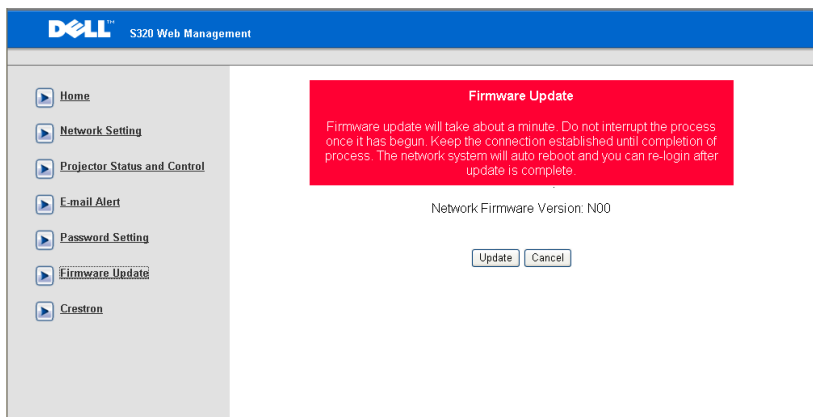 DELL™ S320 Web Management
Home
Network Setting
Projector Status and Control
E-mail Alert
Password Setting
Firmware Update
Crestron
Firmware Update
Firmware update will take about a minute. Do not interrupt the process
once it has begun. Keep the connection established until completion of
process. The network system will auto reboot and you can re-login after
update is complete.
Network Firmware Version: N00
Update Cancel